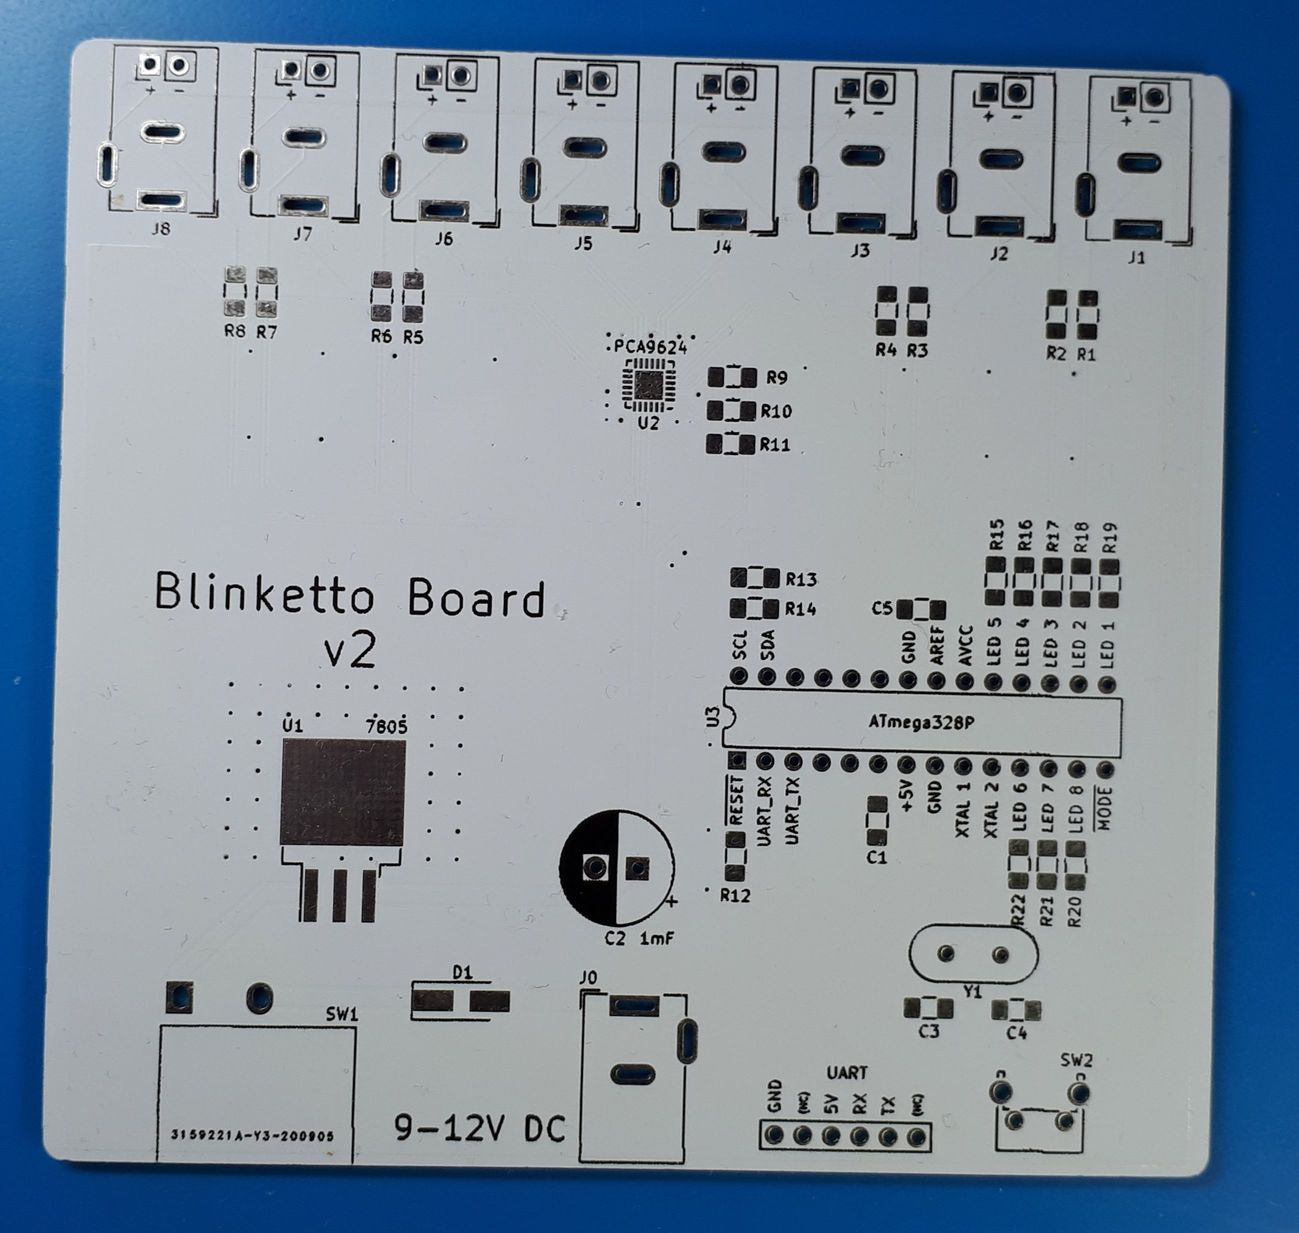 + - + - + - + - + - + - + - + -
J8 J7 J6 J5 J4 J3 J2 J1
R8 R7 R6 R5 R4 R3 R2 R1
PCA9624
U2
R9
R10
R11
R15 R16 R17 R18 R19
R13
R14
C5
SCL SDA GND AREF AVCC LED 5 LED 4 LED 3 LED 2 LED 1
Blinketto Board
v2
U3
ATmega328P
U1 7805
RESET UART_RX UART_TX +5V GND XTAL 1 XTAL 2 LED 6 LED 7 LED 8 MODE
C1
R12
R22 R21 R20
+
C2 1mF
Y1
D1
J0
SW1
C3 C4
SW2
UART
GND (NC) 5V RX TX (NC)
9-12V DC
3159221A-Y3-200905